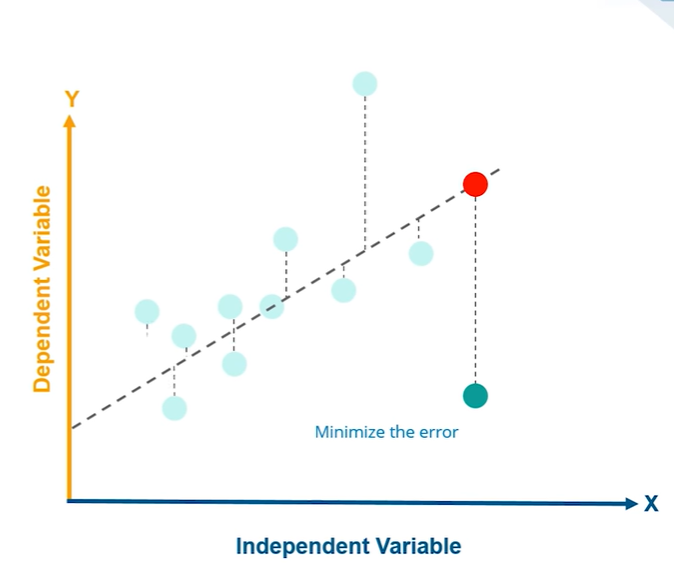 Y
Dependent Variable
Minimize the error
X
Independent Variable